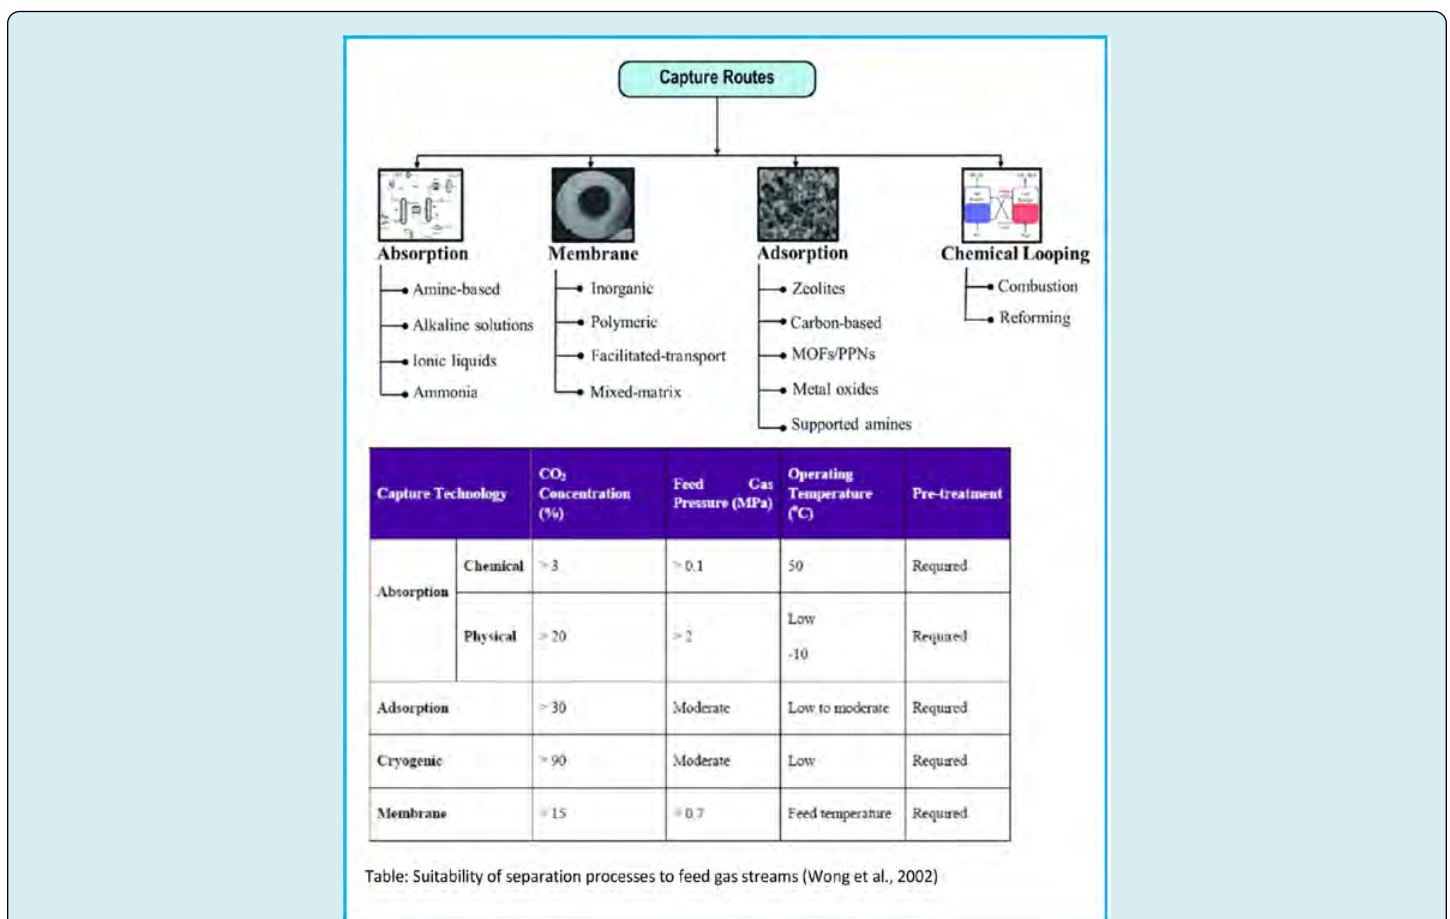 Capture Routes
Absorption
Amine-based
Alkaline solutions
Ionic liquids
Ammonia
Membrane
Inorganic
Polymeric
Facilitated-transport
Mixed-matrix
Adsorption
Zeolites
Carbon-based
MOFs/PPNs
Metal oxides
Supported amines
Chemical Looping
Combustion
Reforming
Capture Technology
CO₂
Concentration
(%)
Feed Gas
Pressure (MPa)
Operating
Temperature
(⁰C)
Pre-treatment
Absorption
Chemical
> 3
> 0.1
50
Required
Physical
> 20
> 2
Low
-10
Required
Adsorption
> 30
Moderate
Low to moderate
Required
Cryogenic
> 90
Moderate
Low
Required
Membrane
15
0.7
Feed temperature
Required
Table: Suitability of separation processes to feed gas streams (Wong et al., 2002)